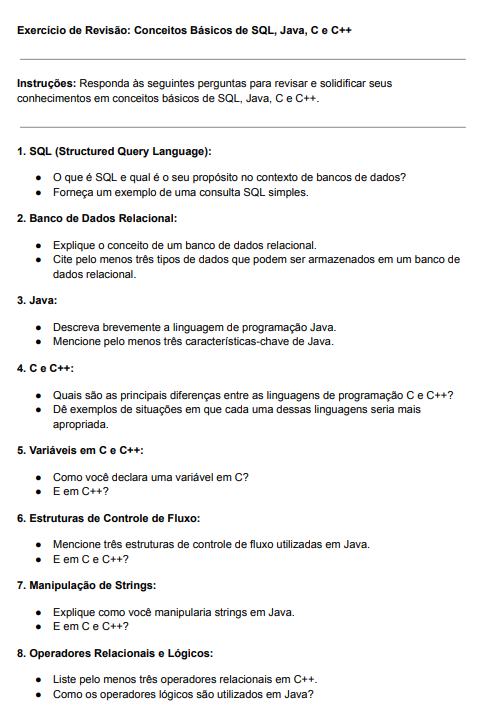 Exercício de Revisão: Conceitos Básicos de SQL, Java, C e C++
Instruções: Responda às seguintes perguntas para revisar e solidificar seus
conhecimentos em conceitos básicos de SQL, Java, C e C++.
1. SQL (Structured Query Language):
● O que é SQL e qual é o seu propósito no contexto de bancos de dados?
● Forneça um exemplo de uma consulta SQL simples.
2. Banco de Dados Relacional:
● Explique o conceito de um banco de dados relacional.
● Cite pelo menos três tipos de dados que podem ser armazenados em um banco de
dados relacional.
3. Java:
● Descreva brevemente a linguagem de programação Java.
● Mencione pelo menos três características-chave de Java.
4. C e C++:
● Quais são as principais diferenças entre as linguagens de programação C e C++?
● Dê exemplos de situações em que cada uma dessas linguagens seria mais
apropriada.
5. Variáveis em C e C++:
● Como você declara uma variável em C?
● E em C++?
6. Estruturas de Controle de Fluxo:
● Mencione três estruturas de controle de fluxo utilizadas em Java.
● E em C e C++?
7. Manipulação de Strings:
● Explique como você manipularia strings em Java.
● E em C e C++?
8. Operadores Relacionais e Lógicos:
● Liste pelo menos três operadores relacionais em C++.
● Como os operadores lógicos são utilizados em Java?